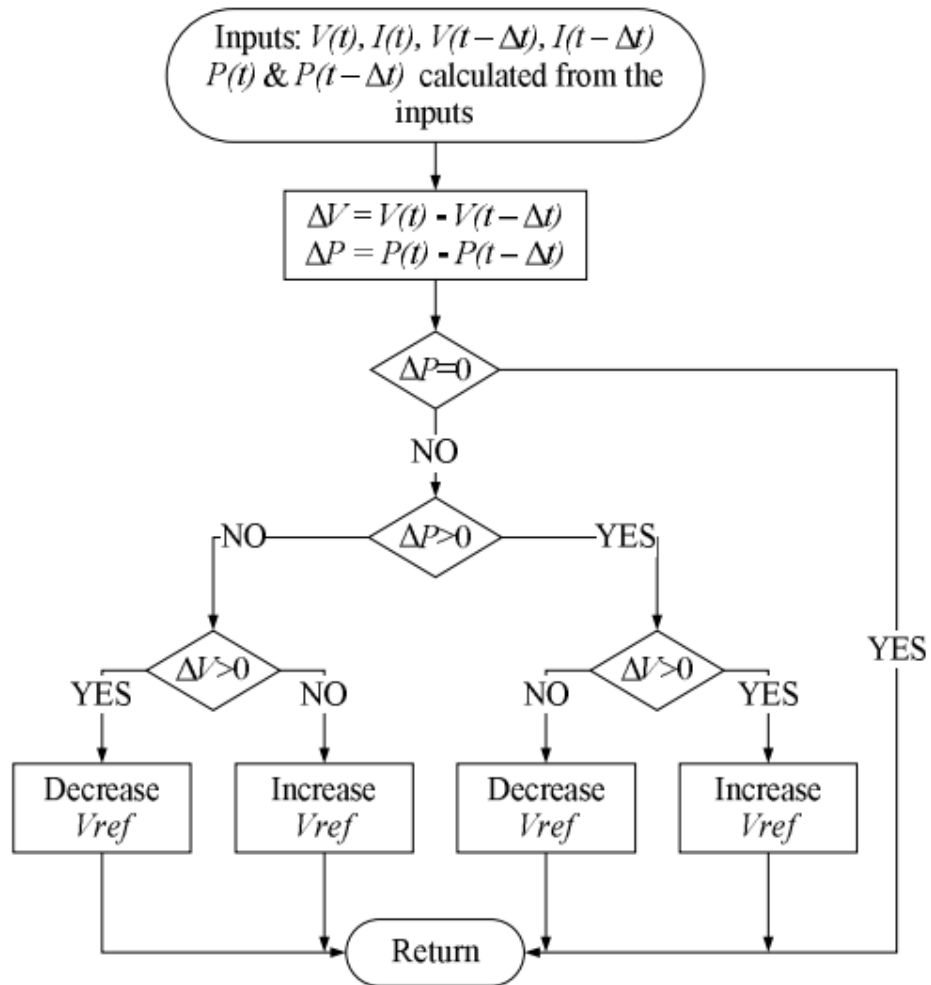 Inputs: V(t), I(t), V(t – Δt), I(t – Δt)
P(t) & P(t – Δt) calculated from the
inputs
ΔV = V(t) - V(t – Δt)
ΔP = P(t) - P(t – Δt)
ΔP=0
NO
NO
ΔP>0
YES
YES
ΔV>0
ΔV>0
YES
NO
NO
YES
Decrease
Vref
Increase
Vref
Decrease
Vref
Increase
Vref
Return